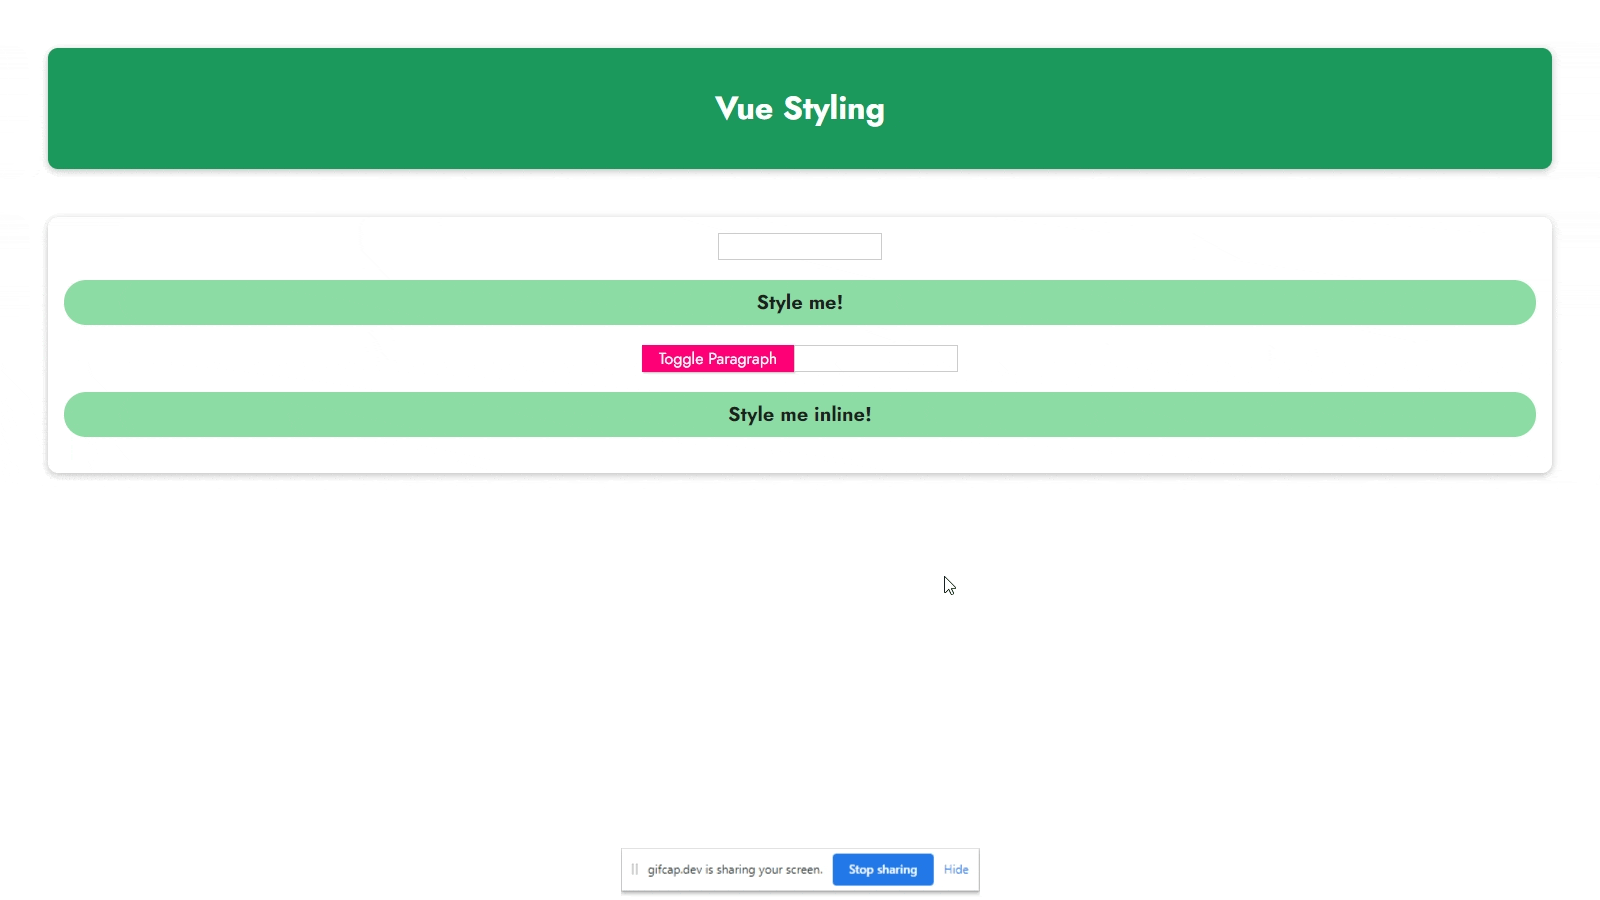 Vue Styling
Style me!
Toggle Paragraph
Style me inline!
gifcap.dev is sharing your screen. Stop sharing Hide